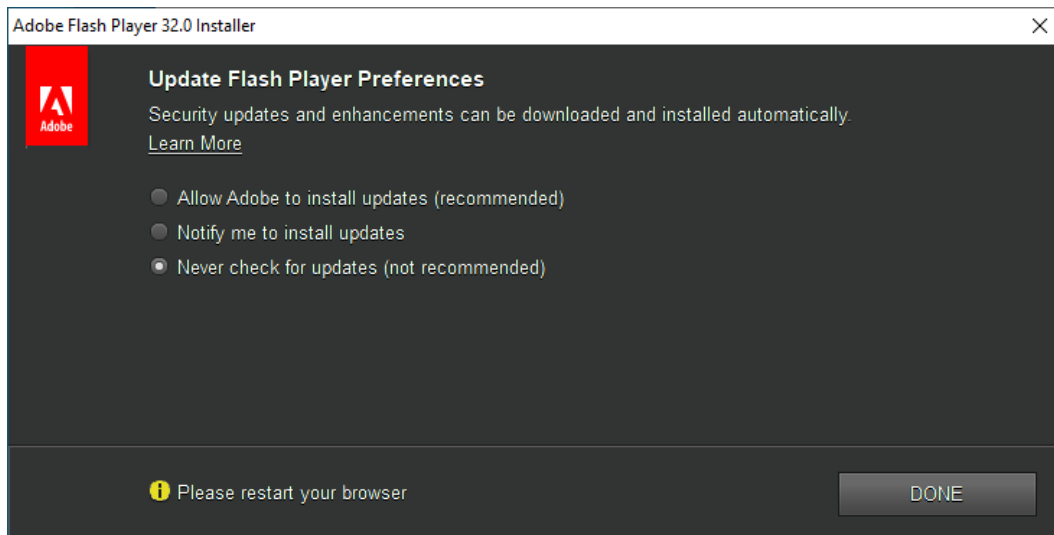 Adobe Flash Player 32.0 Installer
Adobe
Update Flash Player Preferences
Security updates and enhancements can be downloaded and installed automatically.
Learn More
Allow Adobe to install updates (recommended)
Notify me to install updates
Never check for updates (not recommended)
Please restart your browser
DONE